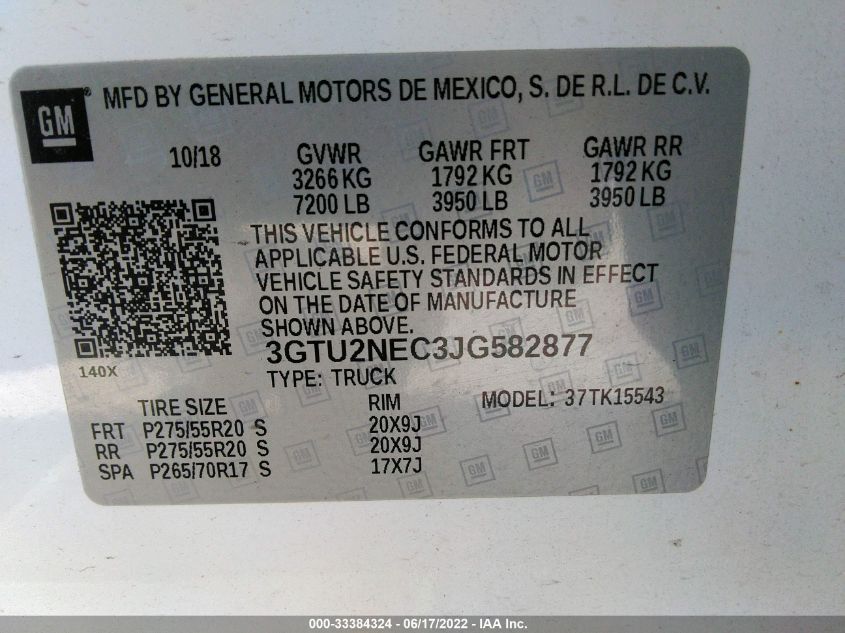 GM ® MFD BY GENERAL MOTORS DE MEXICO, S. DE R.L. DE C.V.
10/18 GVWR GAWR FRT GAWR RR
3266 KG 1792 KG 1792 KG
7200 LB 3950 LB 3950 LB
THIS VEHICLE CONFORMS TO ALL
APPLICABLE U.S. FEDERAL MOTOR
VEHICLE SAFETY STANDARDS IN EFFECT
ON THE DATE OF MANUFACTURE
SHOWN ABOVE.
3GTU2NEC3JG582877
140X TYPE: TRUCK
TIRE SIZE RIM MODEL: 37TK15543
FRT P275/55R20 S 20X9J
RR P275/55R20 S 20X9J
SPA P265/70R17 S 17X7J
000-33384324 - 06/17/2022 - IAA Inc.